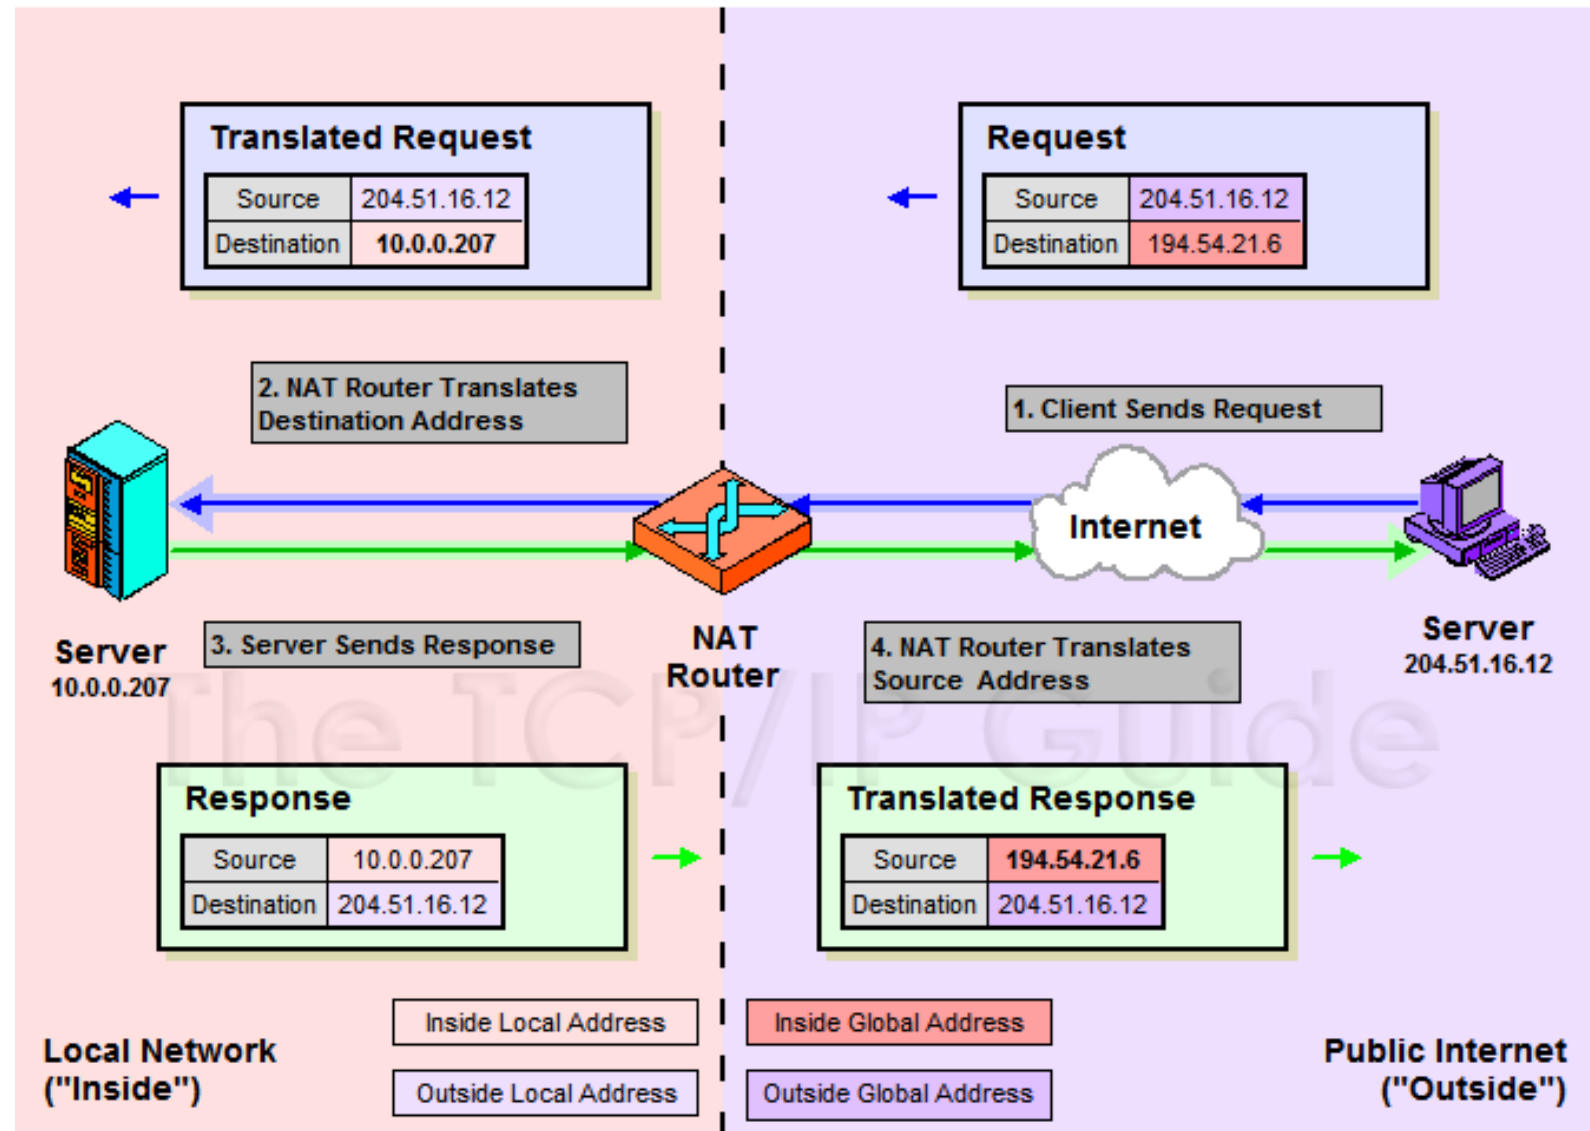 Translated Request
Source 204.51.16.12
Destination 10.0.0.207
Request
Source 204.51.16.12
Destination 194.54.21.6
2. NAT Router Translates
Destination Address
1. Client Sends Request
Internet
Server
10.0.0.207
3. Server Sends Response
NAT
Router
4. NAT Router Translates
Source Address
Server
204.51.16.12
The TCP/IP Guide
Response
Source 10.0.0.207
Destination 204.51.16.12
Translated Response
Source 194.54.21.6
Destination 204.51.16.12
Local Network
("Inside")
Inside Local Address
Outside Local Address
Inside Global Address
Outside Global Address
Public Internet
("Outside")